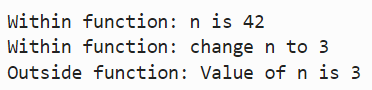 Within function: n is 42
Within function: change n to 3
Outside function: Value of n is 3